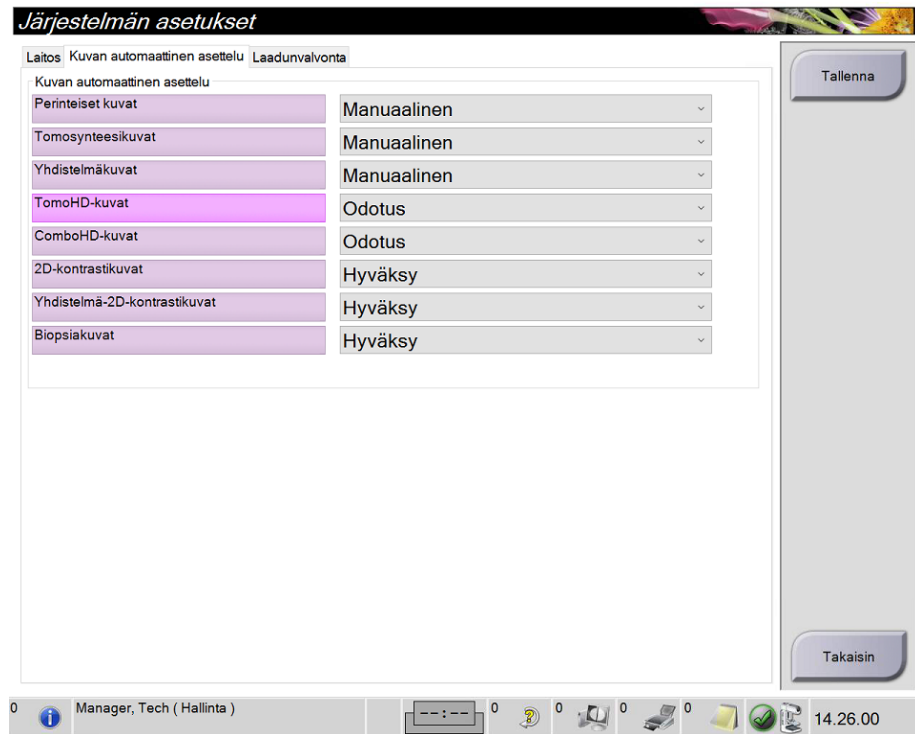 Järjestelmän asetukset
Laitos Kuvan automaattinen asettelu Laadunvalvonta
Tallenna
Kuvan automaattinen asettelu
Perinteiset kuvat Manuaalinen
Tomosynteesikuvat Manuaalinen
Yhdistelmäkuvat Manuaalinen
TomoHD-kuvat Odotus
ComboHD-kuvat Odotus
2D-kontrastikuvat Hyväksy
Yhdistelmä-2D-kontrastikuvat Hyväksy
Biopsiakuvat Hyväksy
Takaisin
0 Manager, Tech ( Hallinta ) --:-- 0 0 0 0 14.26.00